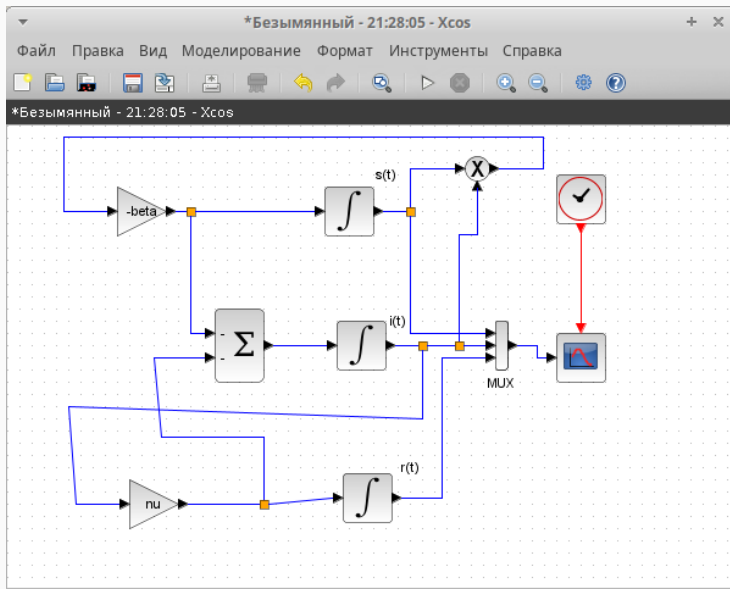 *Безымянный - 21:28:05 - Xcos
Файл Правка Вид Моделирование Формат Инструменты Справка
*Безымянный - 21:28:05 - Xcos
s(t)
X
-beta
∫
i(t)
-
-
Σ
∫
MUX
r(t)
nu
∫